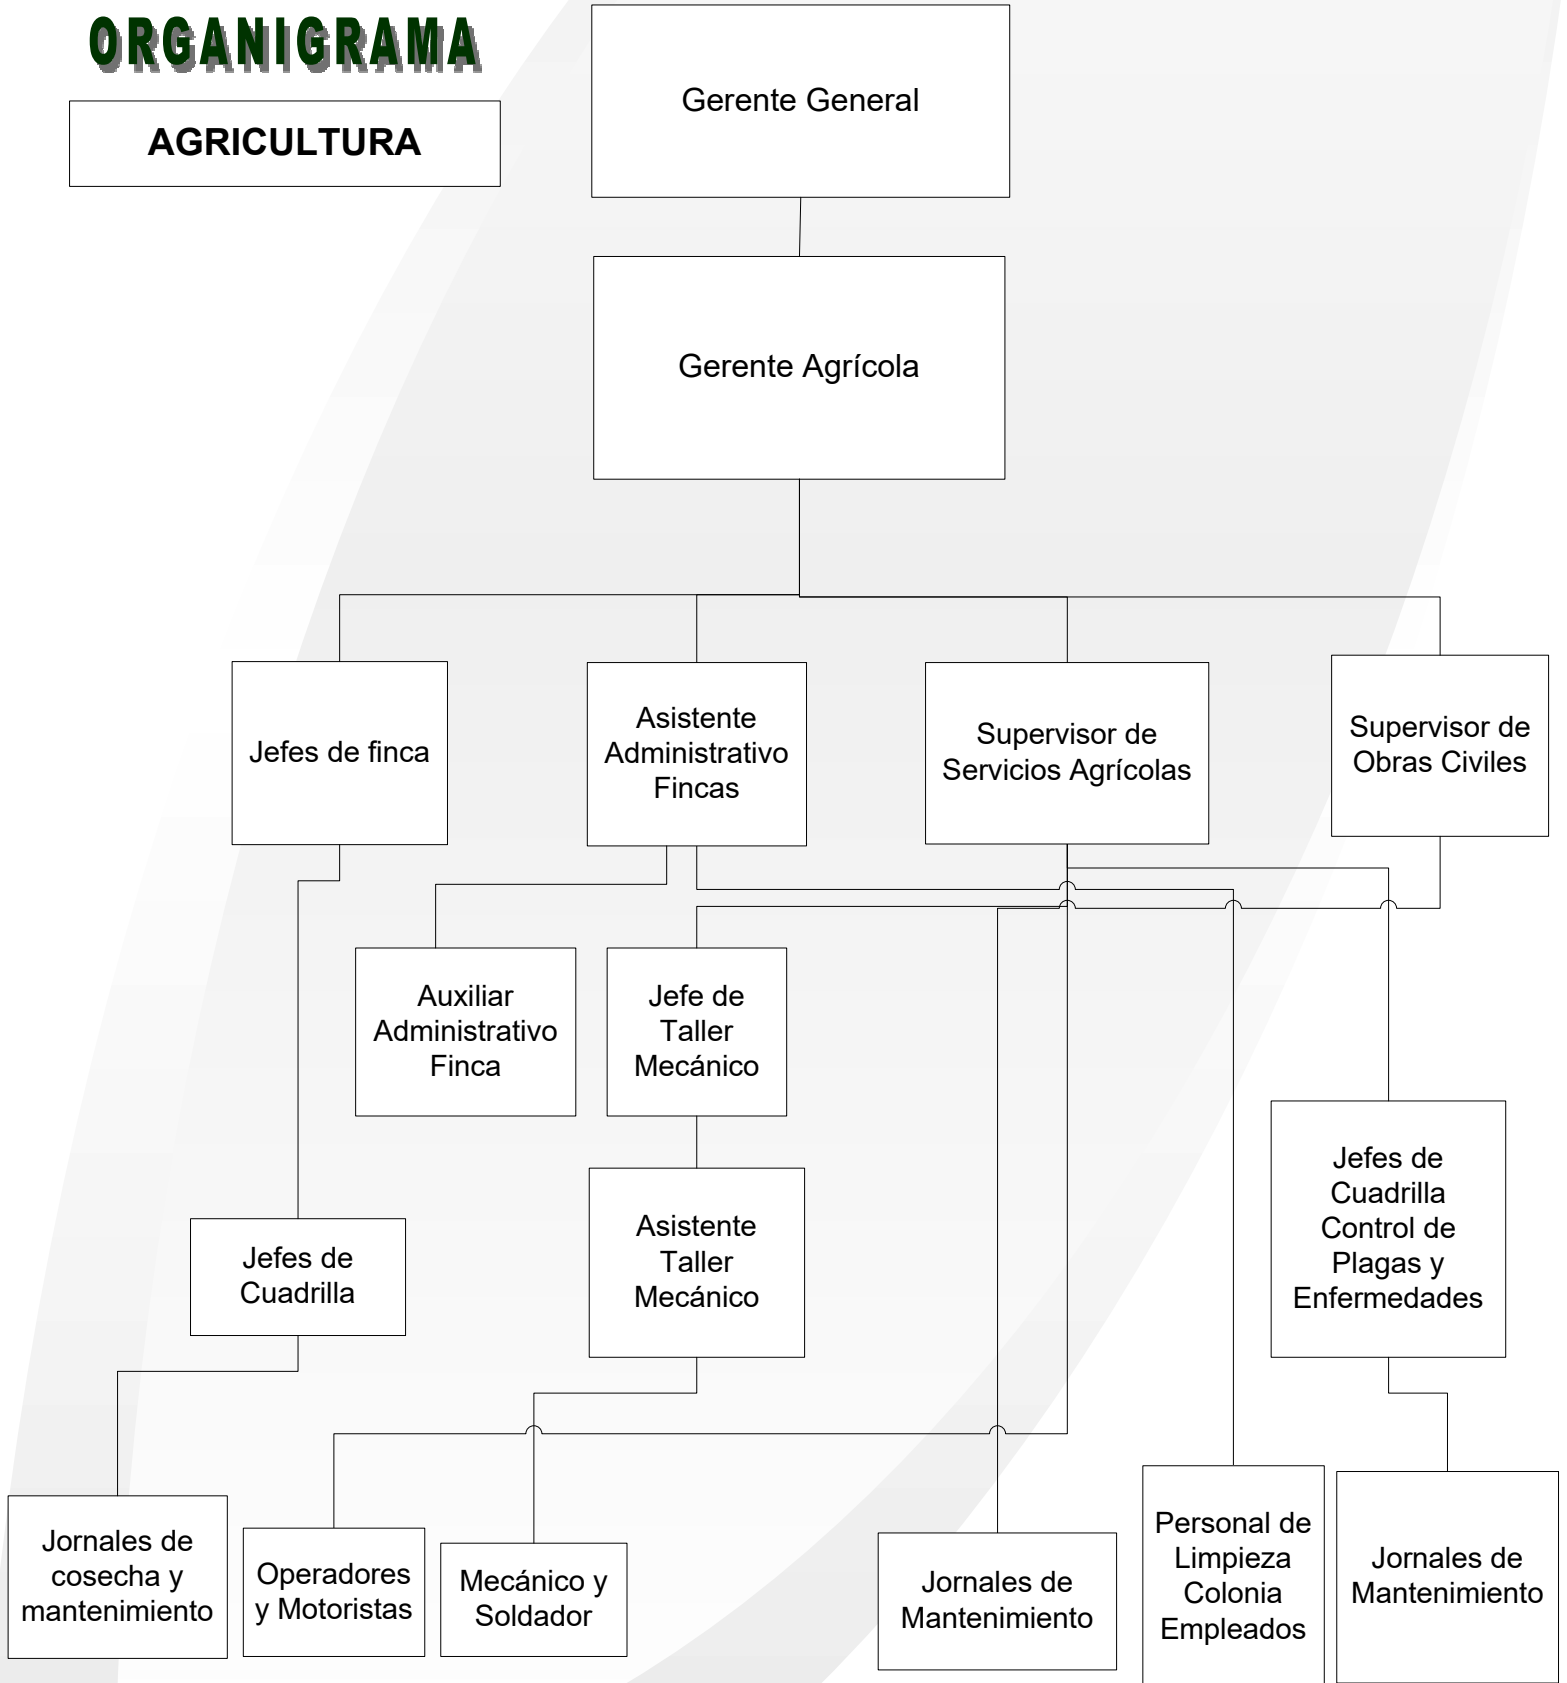 ORGANIGRAMA
AGRICULTURA
Gerente General
Gerente Agrícola
Jefes de finca
Asistente
Administrativo
Fincas
Supervisor de
Servicios Agrícolas
Supervisor de
Obras Civiles
Auxiliar
Administrativo
Finca
Jefe de
Taller
Mecánico
Jefes de
Cuadrilla
Asistente
Taller
Mecánico
Jefes de
Cuadrilla
Control de
Plagas y
Enfermedades
Jornales de
cosecha y
mantenimiento
Operadores
y Motoristas
Mecánico y
Soldador
Jornales de
Mantenimiento
Personal de
Limpieza
Colonia
Empleados
Jornales de
Mantenimiento